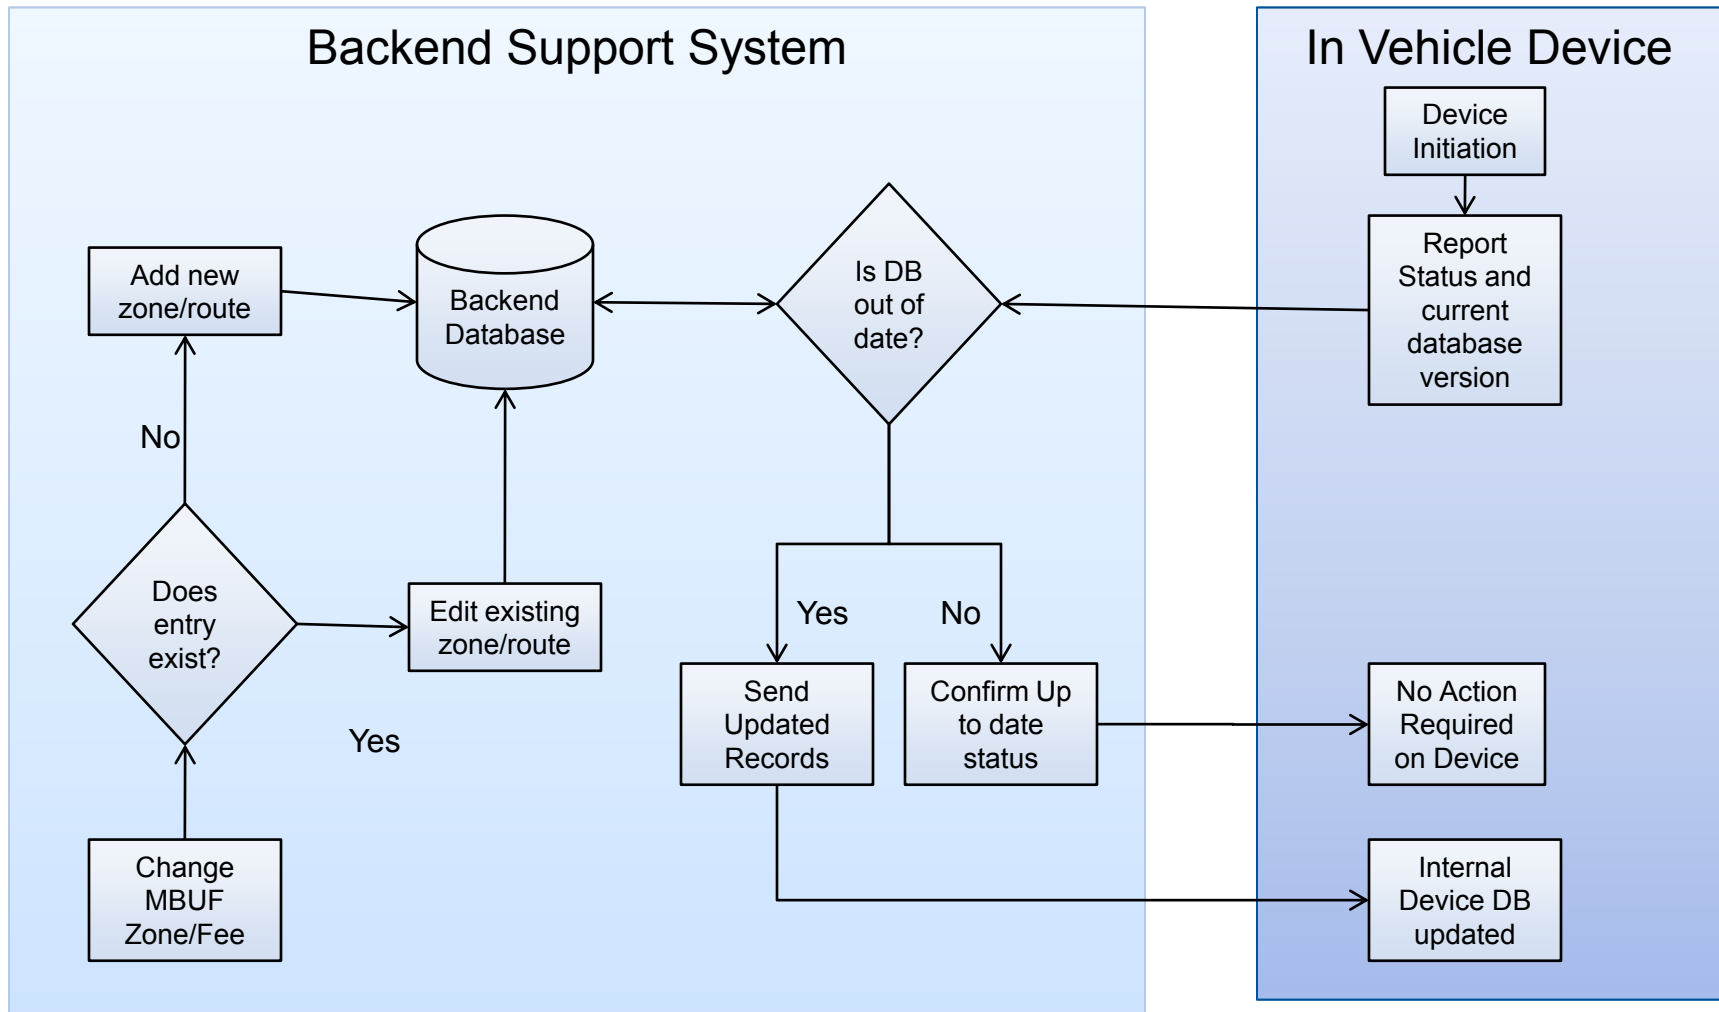 Backend Support System
In Vehicle Device
Device
Initiation
Report
Status and
current
database
version
Add new
zone/route
Backend
Database
Is DB
out of
date?
No
Does
entry
exist?
Edit existing
zone/route
Yes
No
Yes
Send
Updated
Records
Confirm Up
to date
status
No Action
Required
on Device
Change
MBUF
Zone/Fee
Internal
Device DB
updated